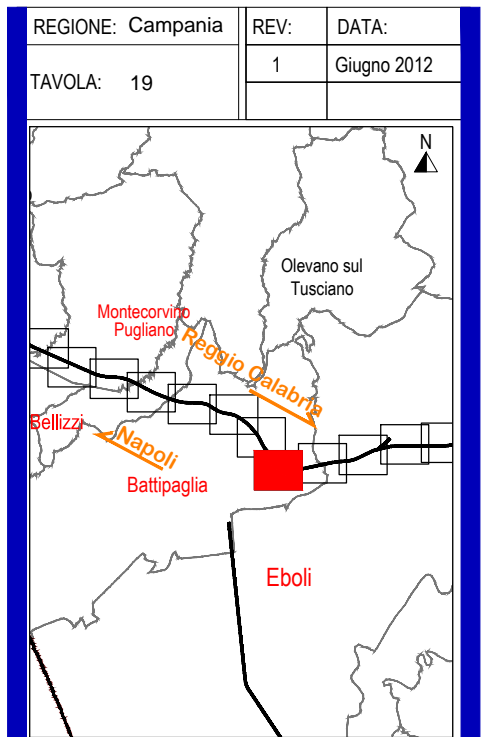 REGIONE: Campania
REV:
DATA:
TAVOLA: 19
1
Giugno 2012
N
Olevano sul
Tusciano
Montecorvino
Pugliano
Reggio Calabria
Bellizzi
Napoli
Battipaglia
Eboli